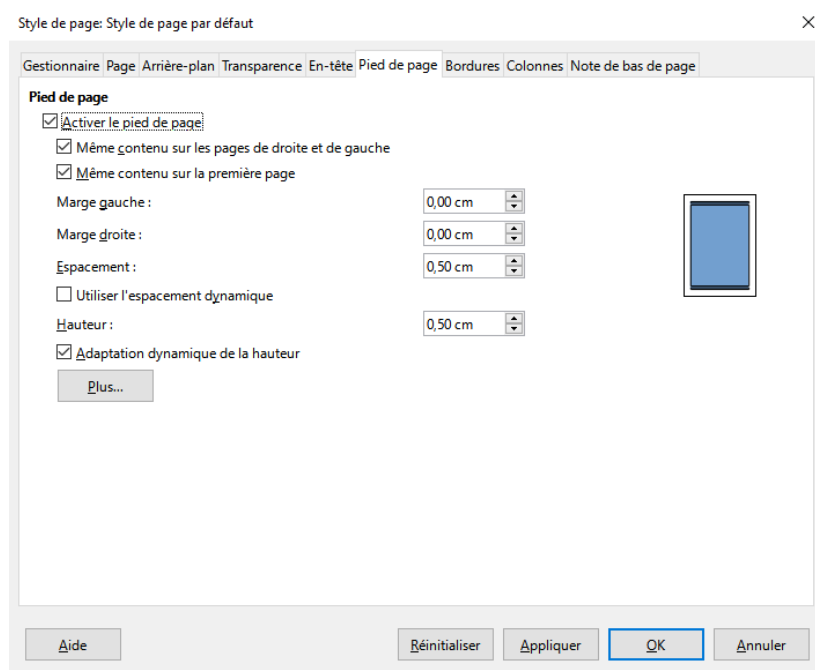 Style de page: Style de page par défaut
Gestionnaire Page Arrière-plan Transparence En-tête Pied de page Bordures Colonnes Note de bas de page
Pied de page
Activer le pied de page
Même contenu sur les pages de droite et de gauche
Même contenu sur la première page
Marge gauche : 0,00 cm
Marge droite : 0,00 cm
Espacement : 0,50 cm
Utiliser l'espacement dynamique
Hauteur : 0,50 cm
Adaptation dynamique de la hauteur
Plus...
Aide Réinitialiser Appliquer OK Annuler